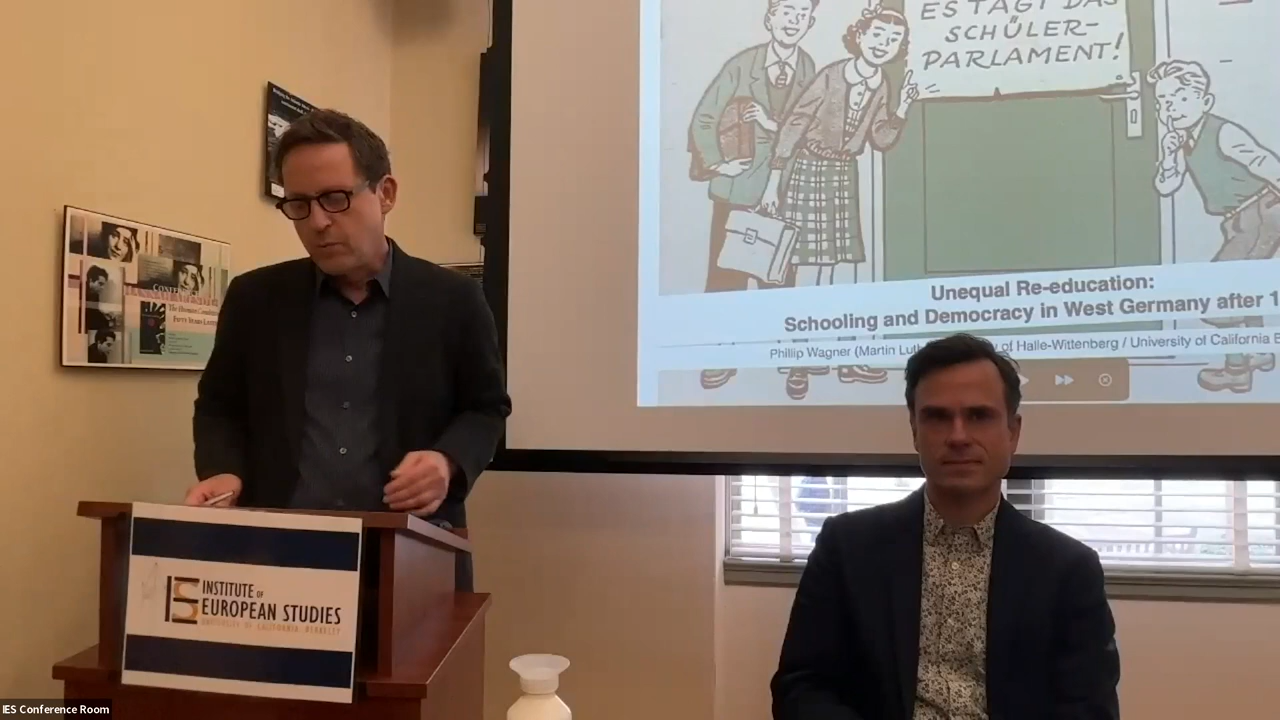 ES TAGT DAS
SCHÜLER-
PARLAMENT!
Unequal Re-education:
Schooling and Democracy in West Germany after 1
Phillip Wagner (Martin Luth
of Halle-Wittenberg / University of California
INSTITUTE OF
EUROPEAN STUDIES
UNIVERSITY OF CALIFORNIA, BERKELEY
IES Conference Room